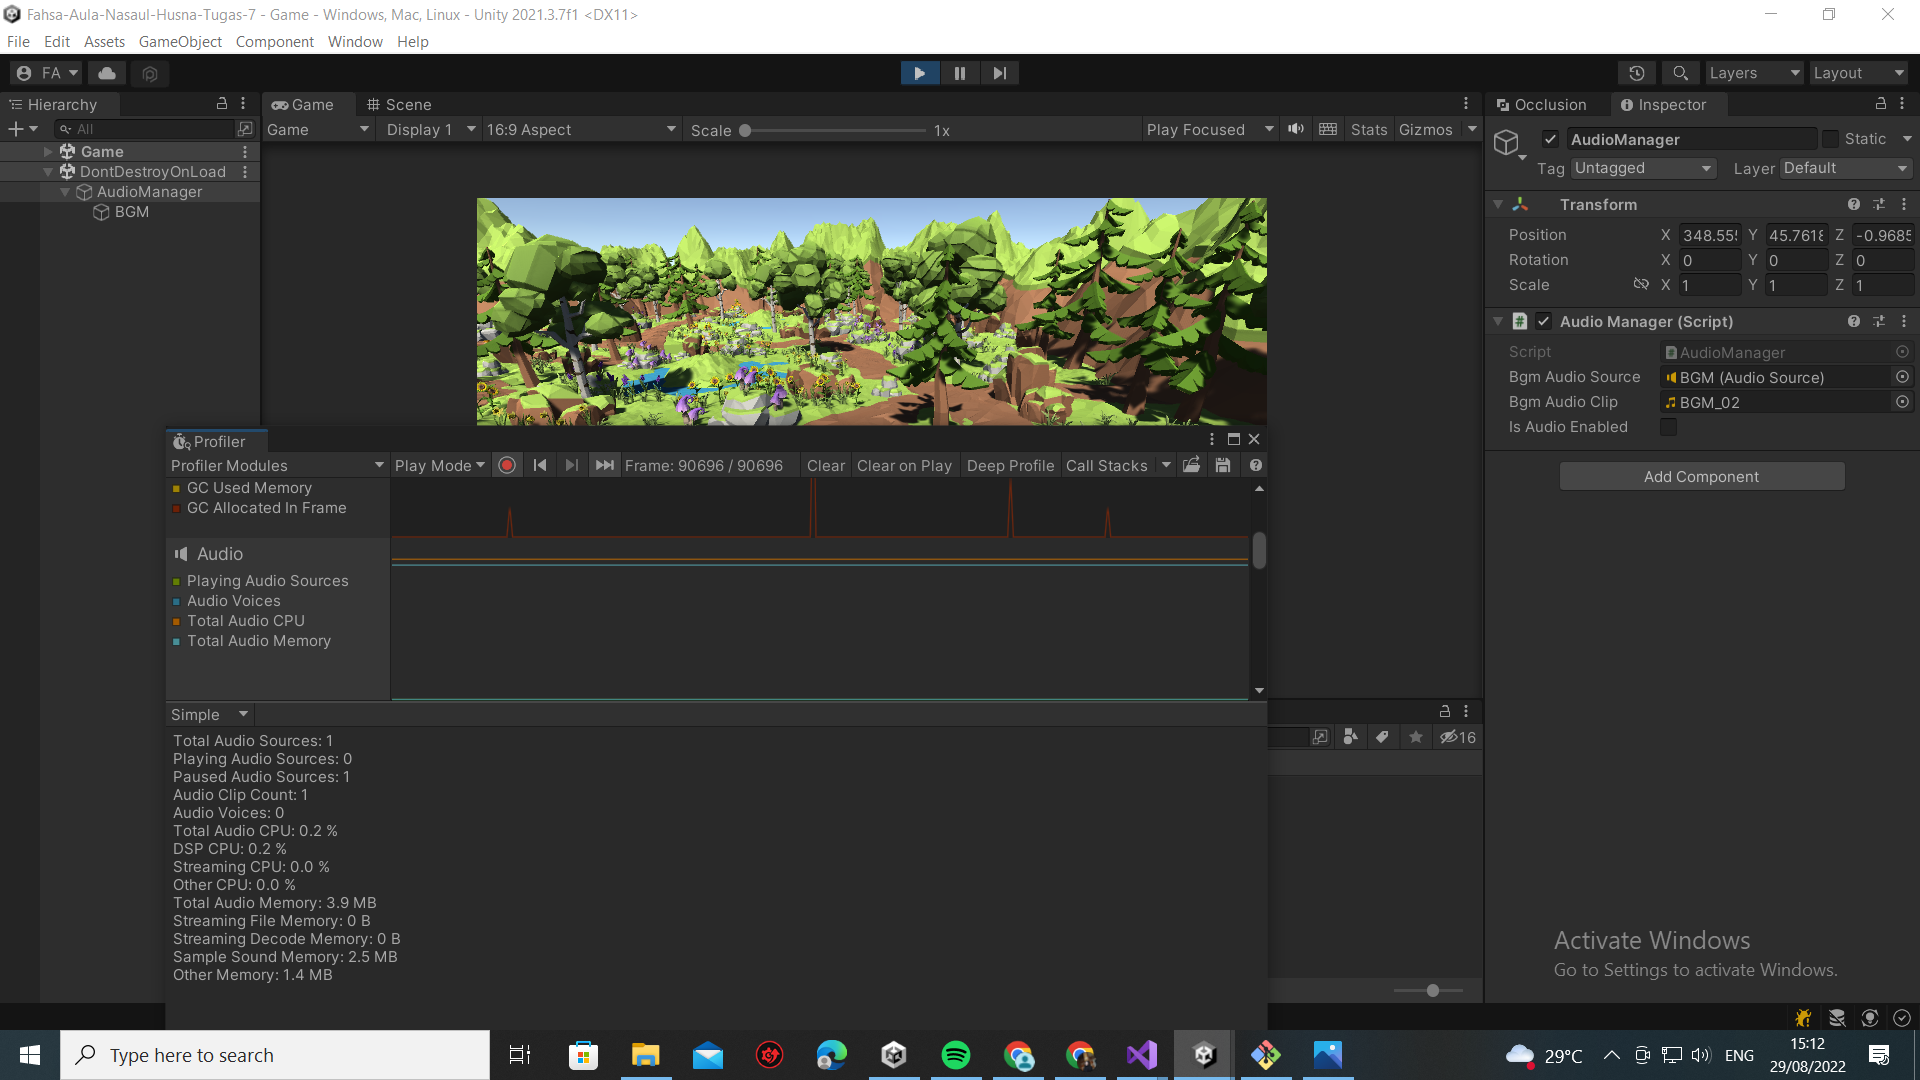 Fahsa-Aula-Nasaul-Husna-Tugas-7 - Game - Windows, Mac, Linux - Unity 2021.3.7f1 <DX11>
File Edit Assets GameObject Component Window Help
FA
Layers
Layout
Hierarchy
Game
Scene
Occlusion
Inspector
All
Game
Display 1
16:9 Aspect
Scale
1x
Play Focused
Stats
Gizmos
Game
DontDestroyOnLoad
AudioManager
BGM
AudioManager
Static
Tag
Untagged
Layer
Default
Transform
Position X 348.55 Y 45.761 Z -0.9685
Rotation X 0 Y 0 Z 0
Scale X 1 Y 1 Z 1
Audio Manager (Script)
Script
AudioManager
Bgm Audio Source
BGM (Audio Source)
Bgm Audio Clip
BGM_02
Is Audio Enabled
Add Component
Profiler
Profiler Modules
Play Mode
Frame: 90696 / 90696
Clear
Clear on Play
Deep Profile
Call Stacks
GC Used Memory
GC Allocated In Frame
Audio
Playing Audio Sources
Audio Voices
Total Audio CPU
Total Audio Memory
Simple
Total Audio Sources: 1
Playing Audio Sources: 0
Paused Audio Sources: 1
Audio Clip Count: 1
Audio Voices: 0
Total Audio CPU: 0.2 %
DSP CPU: 0.2 %
Streaming CPU: 0.0 %
Other CPU: 0.0 %
Total Audio Memory: 3.9 MB
Streaming File Memory: 0 B
Streaming Decode Memory: 0 B
Sample Sound Memory: 2.5 MB
Other Memory: 1.4 MB
16
Activate Windows
Go to Settings to activate Windows.
Type here to search
29°C
ENG
15:12
29/08/2022